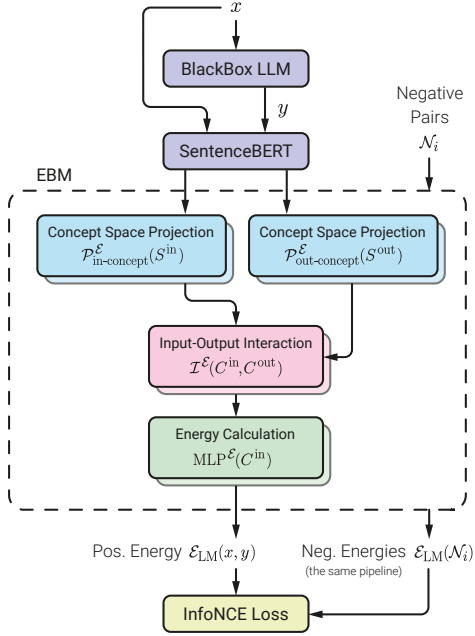 x
BlackBox LLM
y
Negative
Pairs
𝒩ᵢ
SentenceBERT
EBM
Concept Space Projection
𝒫^ℰ_in-concept(S^in)
Concept Space Projection
𝒫^ℰ_out-concept(S^out)
Input-Output Interaction
ℐ^ℰ(C^in, C^out)
Energy Calculation
MLP^ℰ(C^in)
Pos. Energy ℰ_LM(x, y)
Neg. Energies ℰ_LM(𝒩ᵢ)
(the same pipeline)
InfoNCE Loss